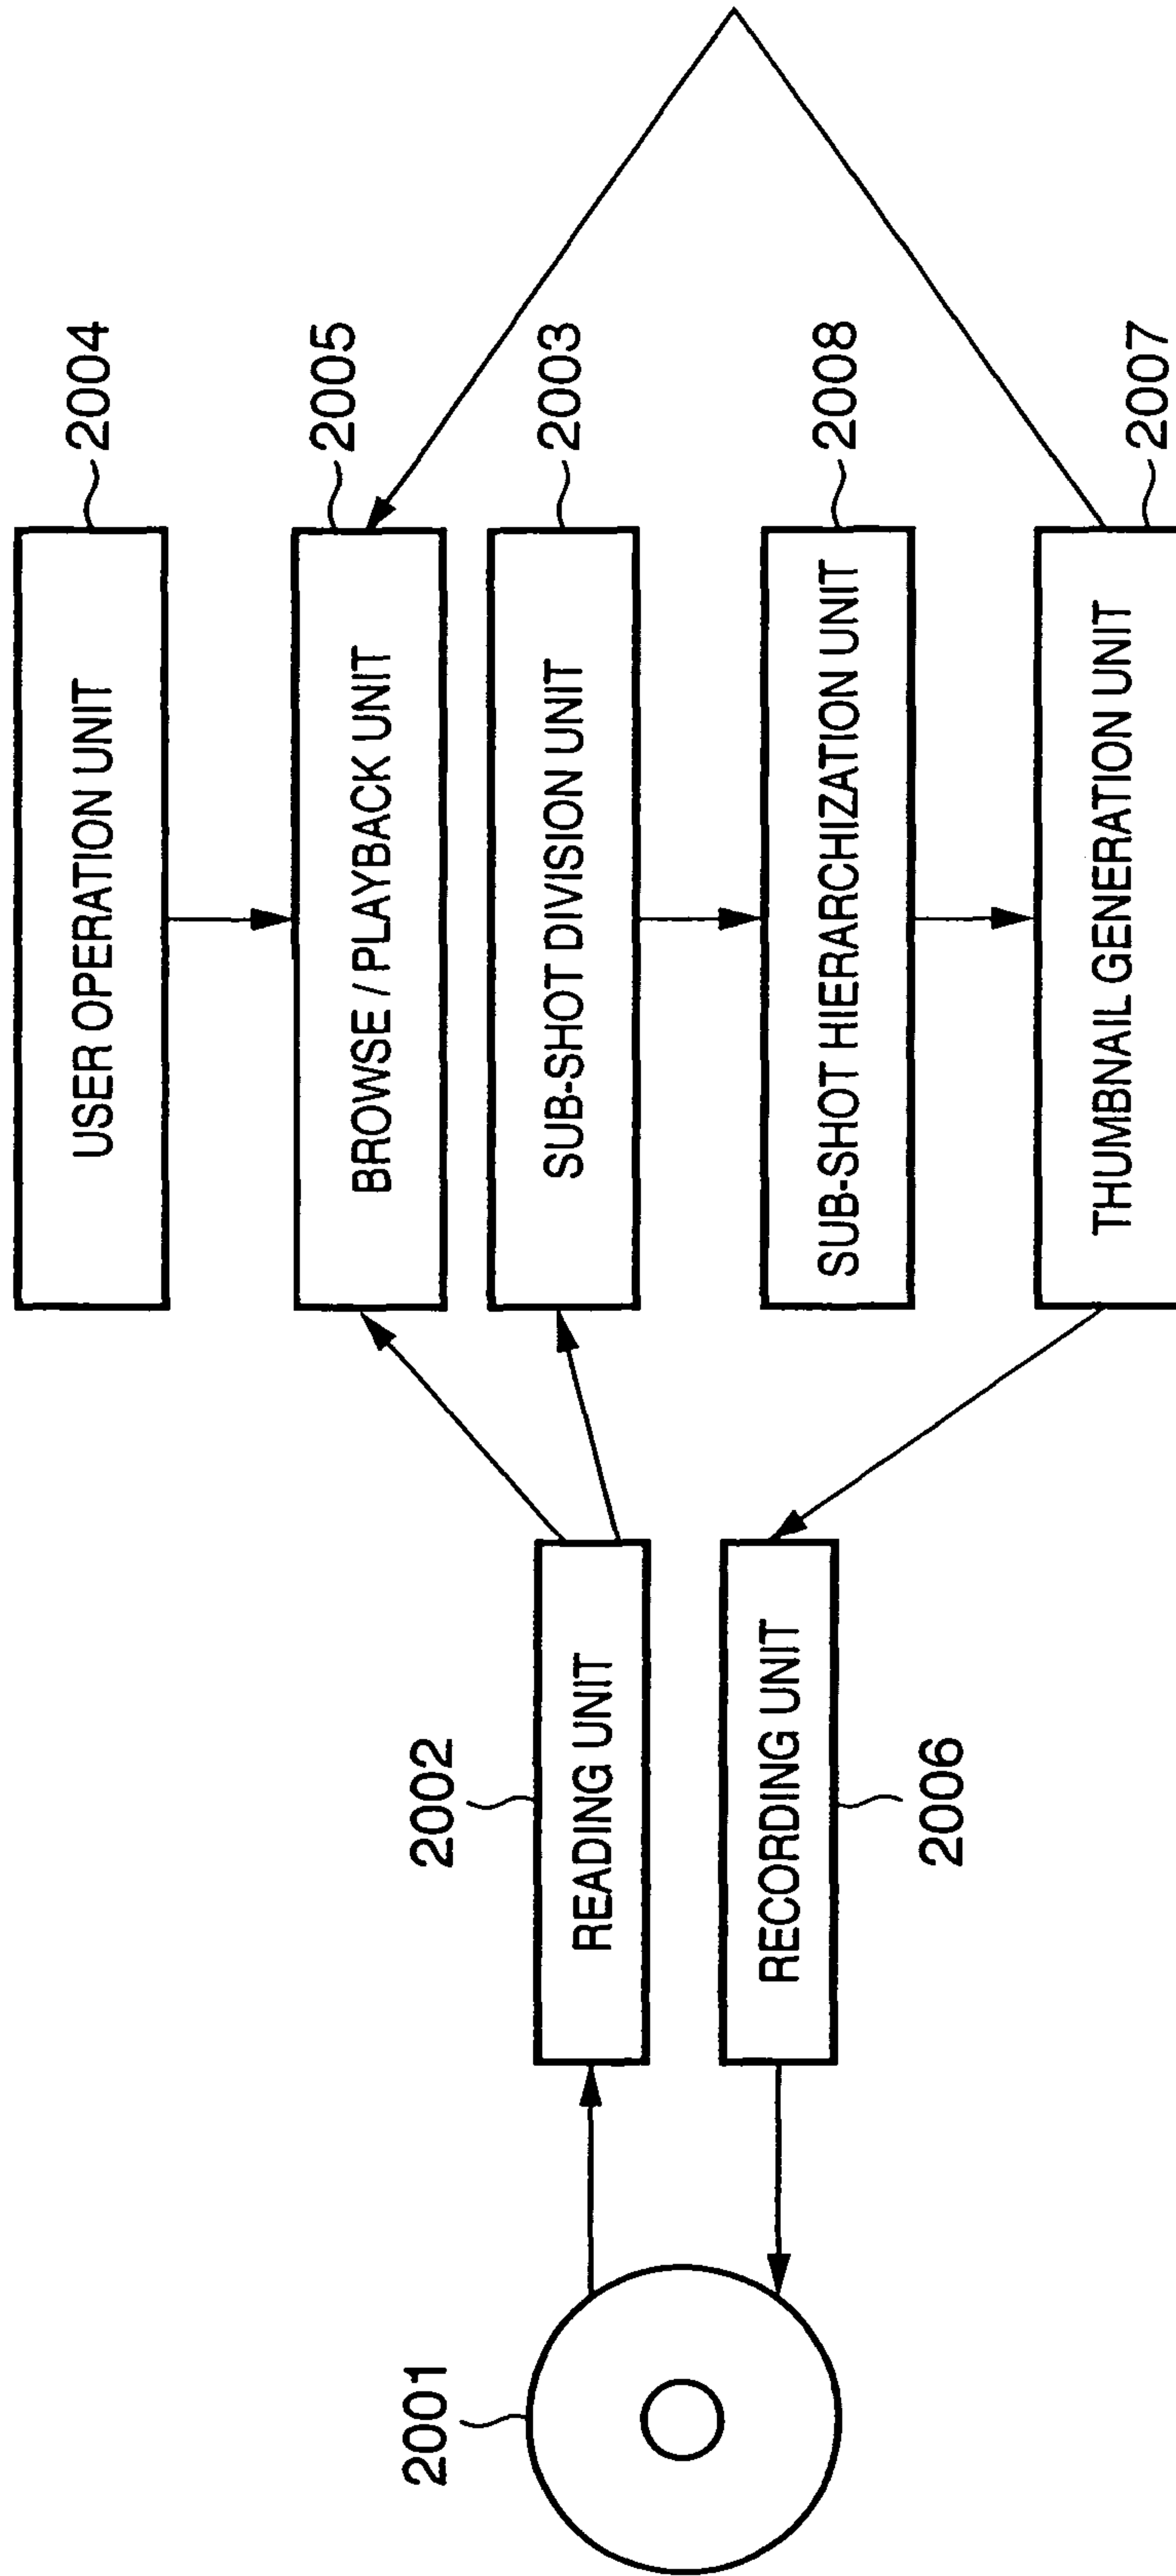 2004
USER OPERATION UNIT
2005
BROWSE / PLAYBACK UNIT
2003
SUB-SHOT DIVISION UNIT
2008
SUB-SHOT HIERARCHIZATION UNIT
2007
THUMBNAIL GENERATION UNIT
2002
READING UNIT
RECORDING UNIT
2006
2001